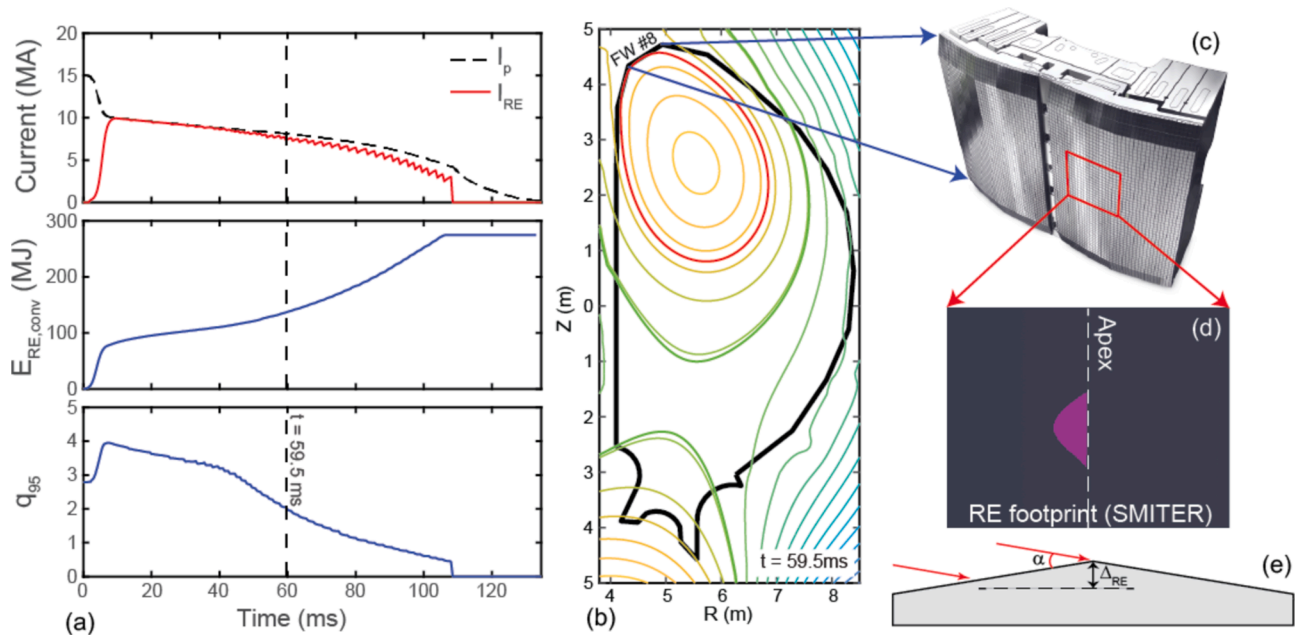 20
15
10
5
0
Current (MA)
I_p
I_RE
300
200
100
0
E_RE,conv (MJ)
5
4
3
2
1
0
q_95
t = 59.5 ms
0 20 40 60 80 100 120
Time (ms)
(a)
5
4
3
2
1
0
1
2
3
4
5
Z (m)
FW #8
t = 59.5ms
4 5 6 7 8
R (m)
(b)
(c)
(d)
Apex
RE footprint (SMITER)
(e)
α
Δ_RE